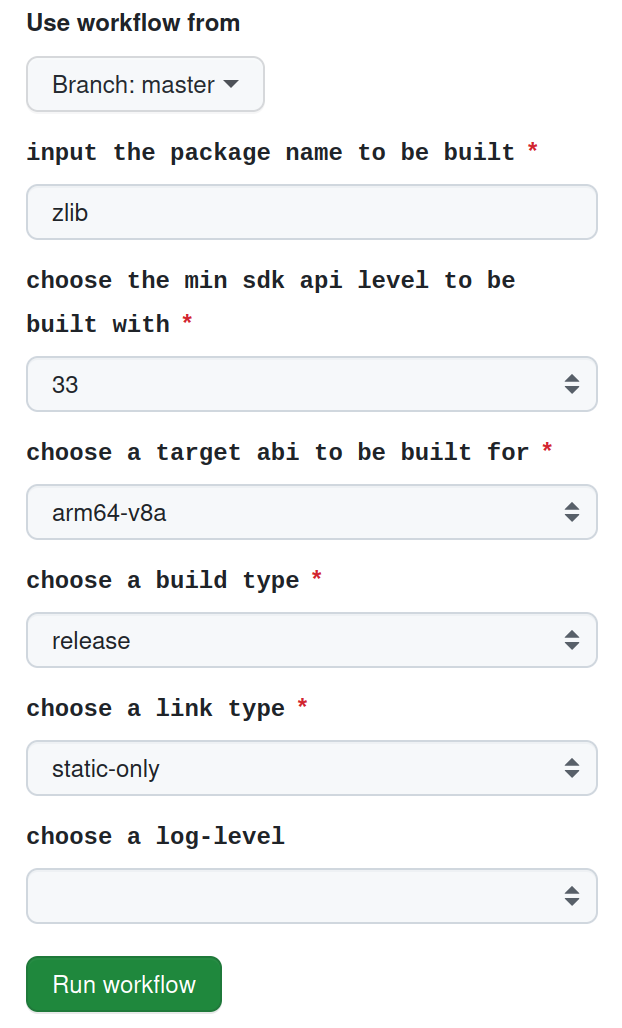 Use workflow from
Branch: master
input the package name to be built *
zlib
choose the min sdk api level to be
built with *
33
choose a target abi to be built for *
arm64-v8a
choose a build type *
release
choose a link type *
static-only
choose a log-level
Run workflow